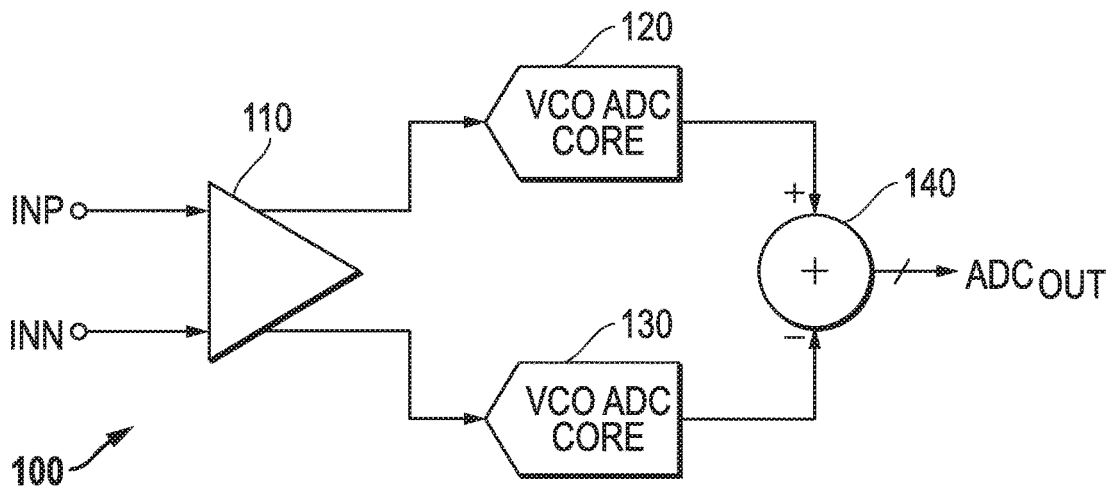 120
VCO ADC
CORE
110
INP
+
140
+
ADC OUT
INN
−
130
VCO ADC
CORE
100